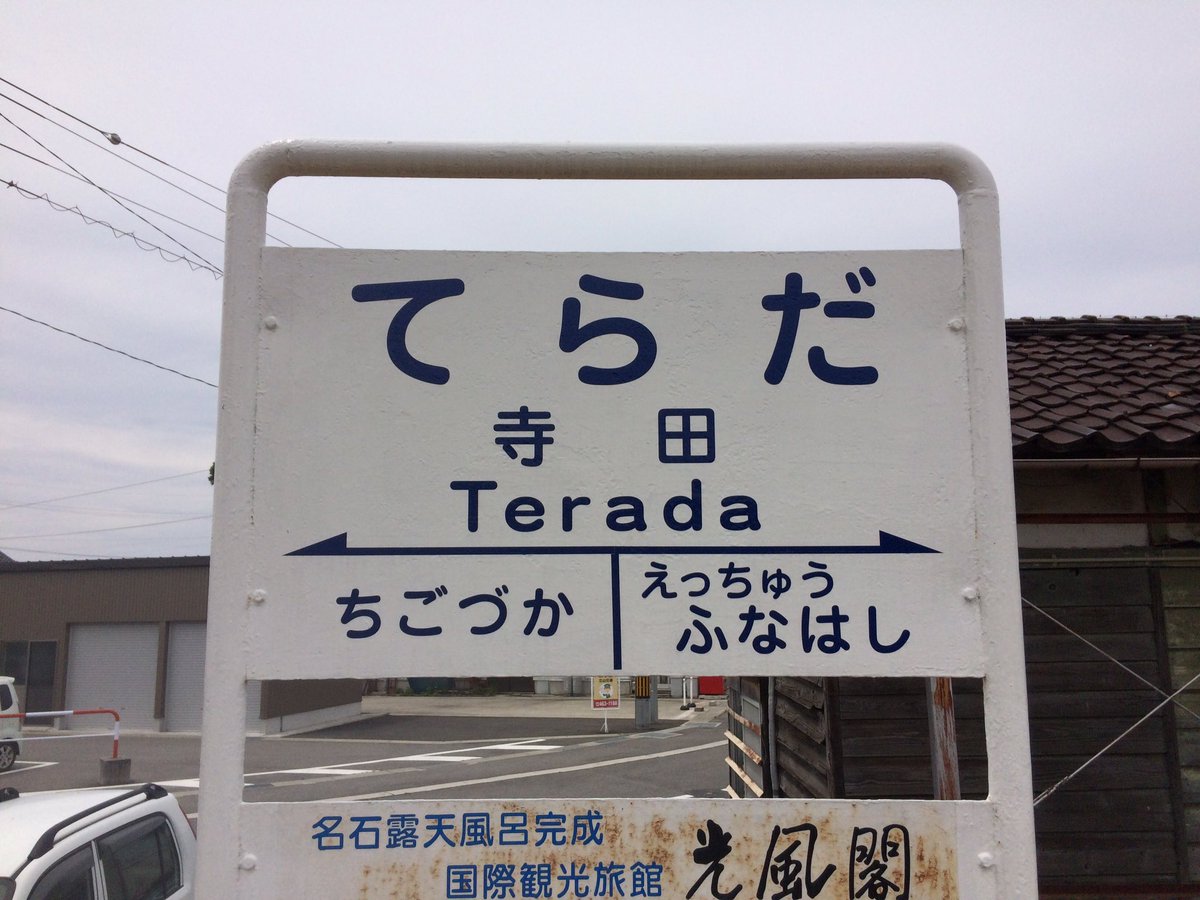 てらだ
寺田
Terada
ちごづか
えっちゅう
ふなはし
名石露天風呂完成
国際観光旅館
光風閣